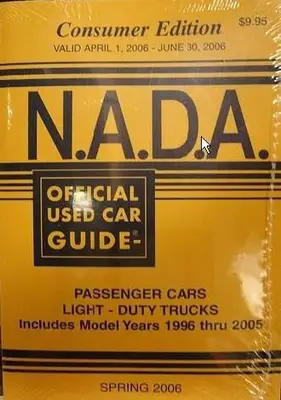 Consumer Edition
$9.95
VALID APRIL 1, 2006 - JUNE 30, 2006
N.A.D.A.
OFFICIAL
USED CAR
GUIDE®
PASSENGER CARS
LIGHT - DUTY TRUCKS
Includes Model Years 1996 thru 2005
SPRING 2006